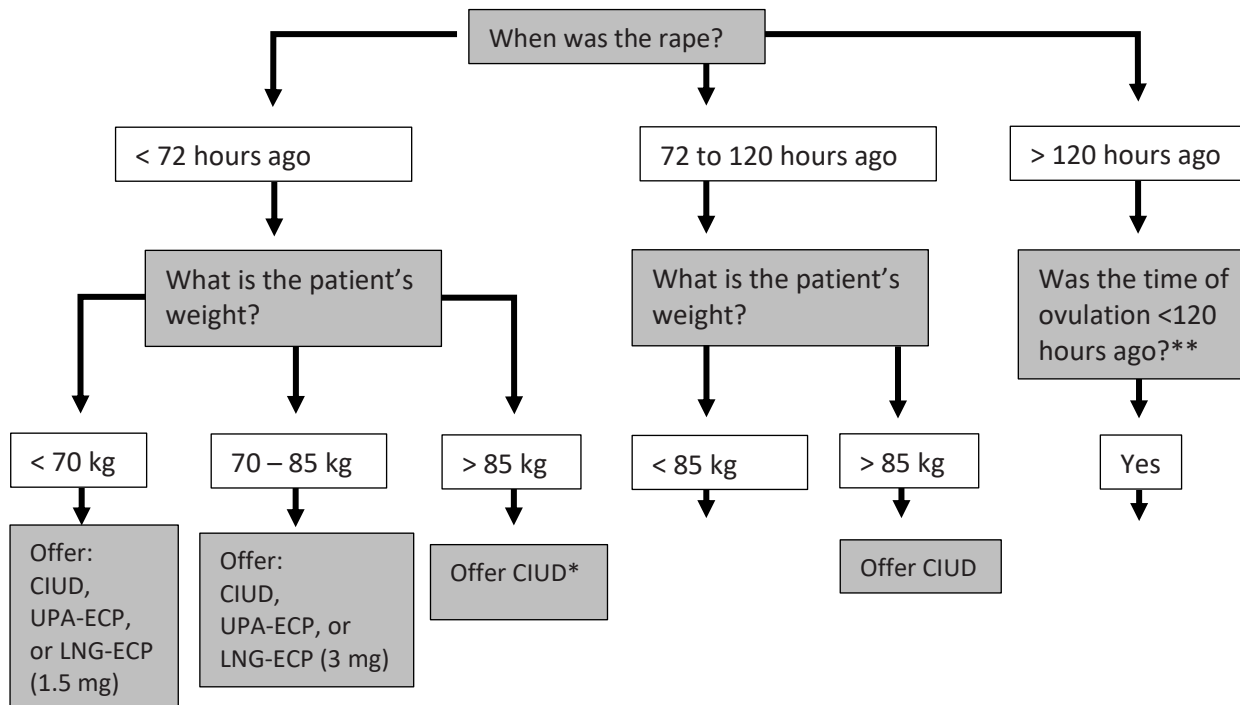 When was the rape?
< 72 hours ago
72 to 120 hours ago
> 120 hours ago
What is the patient's
weight?
What is the patient's
weight?
Was the time of
ovulation <120
hours ago?**
< 70 kg
70 – 85 kg
> 85 kg
< 85 kg
> 85 kg
Yes
Offer:
CIUD,
UPA-ECP,
or LNG-ECP
(1.5 mg)
Offer:
CIUD,
UPA-ECP, or
LNG-ECP (3 mg)
Offer CIUD*
Offer CIUD